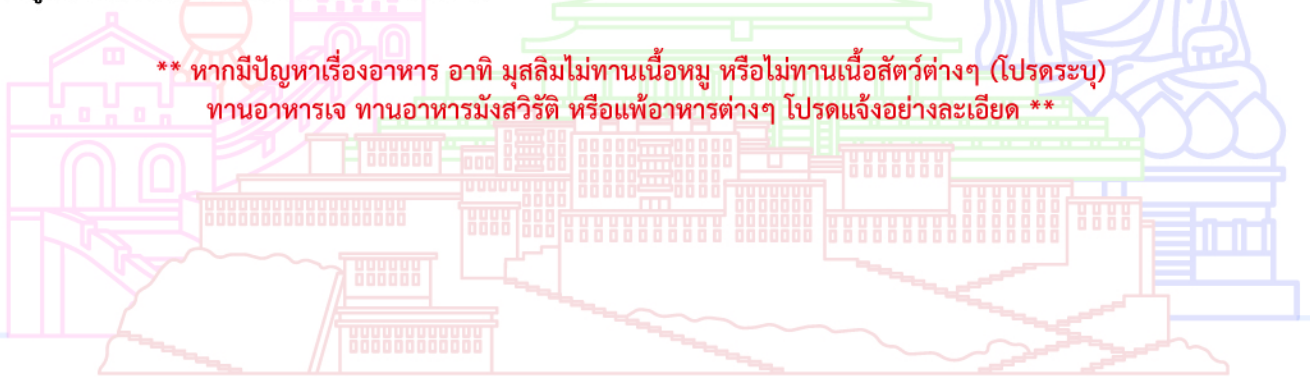 ** หากมีปัญหาเรื่องอาหาร อาทิ มุสลิมไม่ทานเนื้อหมู หรือไม่ทานเนื้อสัตว์ต่างๆ (โปรดระบุ)
ทานอาหารเจ ทานอาหารมังสวิรัติ หรือแพ้อาหารต่างๆ โปรดแจ้งอย่างละเอียด **